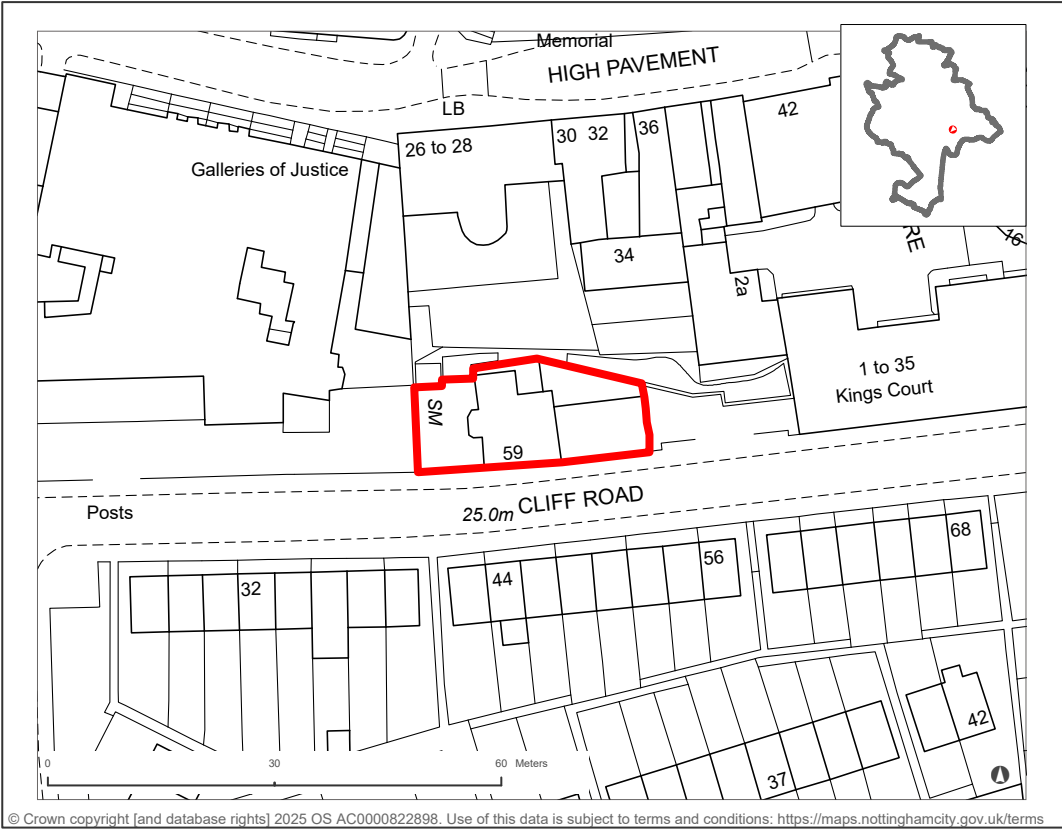 Memorial
HIGH PAVEMENT
LB
42
36
30 32
26 to 28
Galleries of Justice
RE
16
34
2a
1 to 35
Kings Court
SM
59
CLIFF ROAD
25.0m
Posts
68
56
44
32
42
37
0 30 60 Meters
© Crown copyright [and database rights] 2025 OS AC0000822898. Use of this data is subject to terms and conditions: https://maps.nottinghamcity.gov.uk/terms